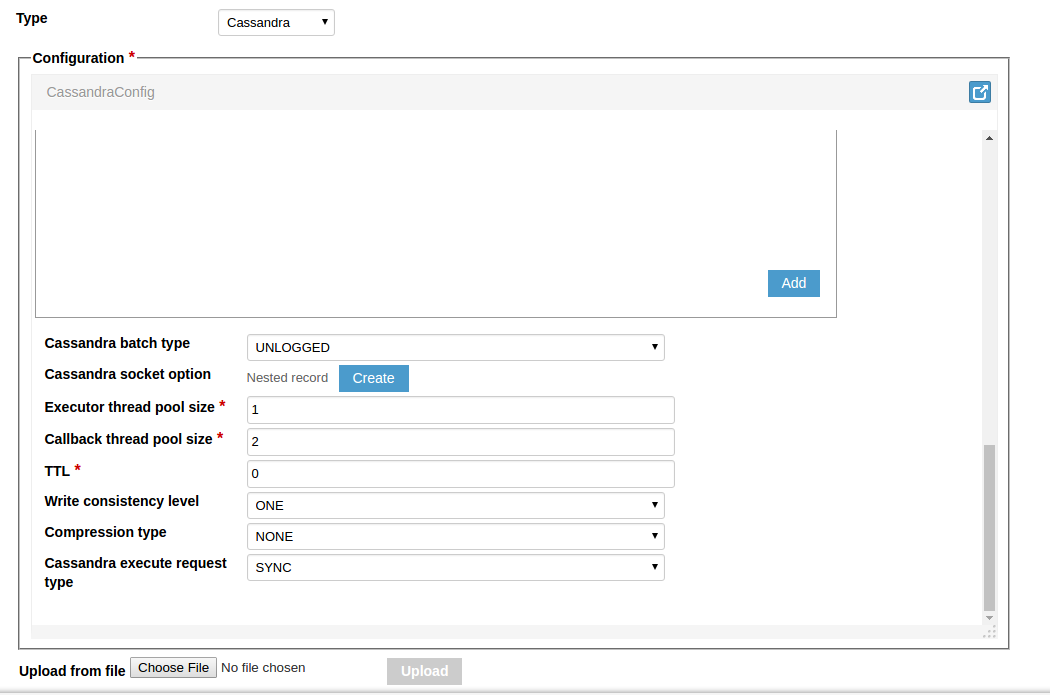 Type Cassandra
Configuration *
CassandraConfig
Add
Cassandra batch type UNLOGGED
Cassandra socket option Nested record Create
Executor thread pool size * 1
Callback thread pool size * 2
TTL * 0
Write consistency level ONE
Compression type NONE
Cassandra execute request SYNC
type
Upload from file Choose File No file chosen Upload